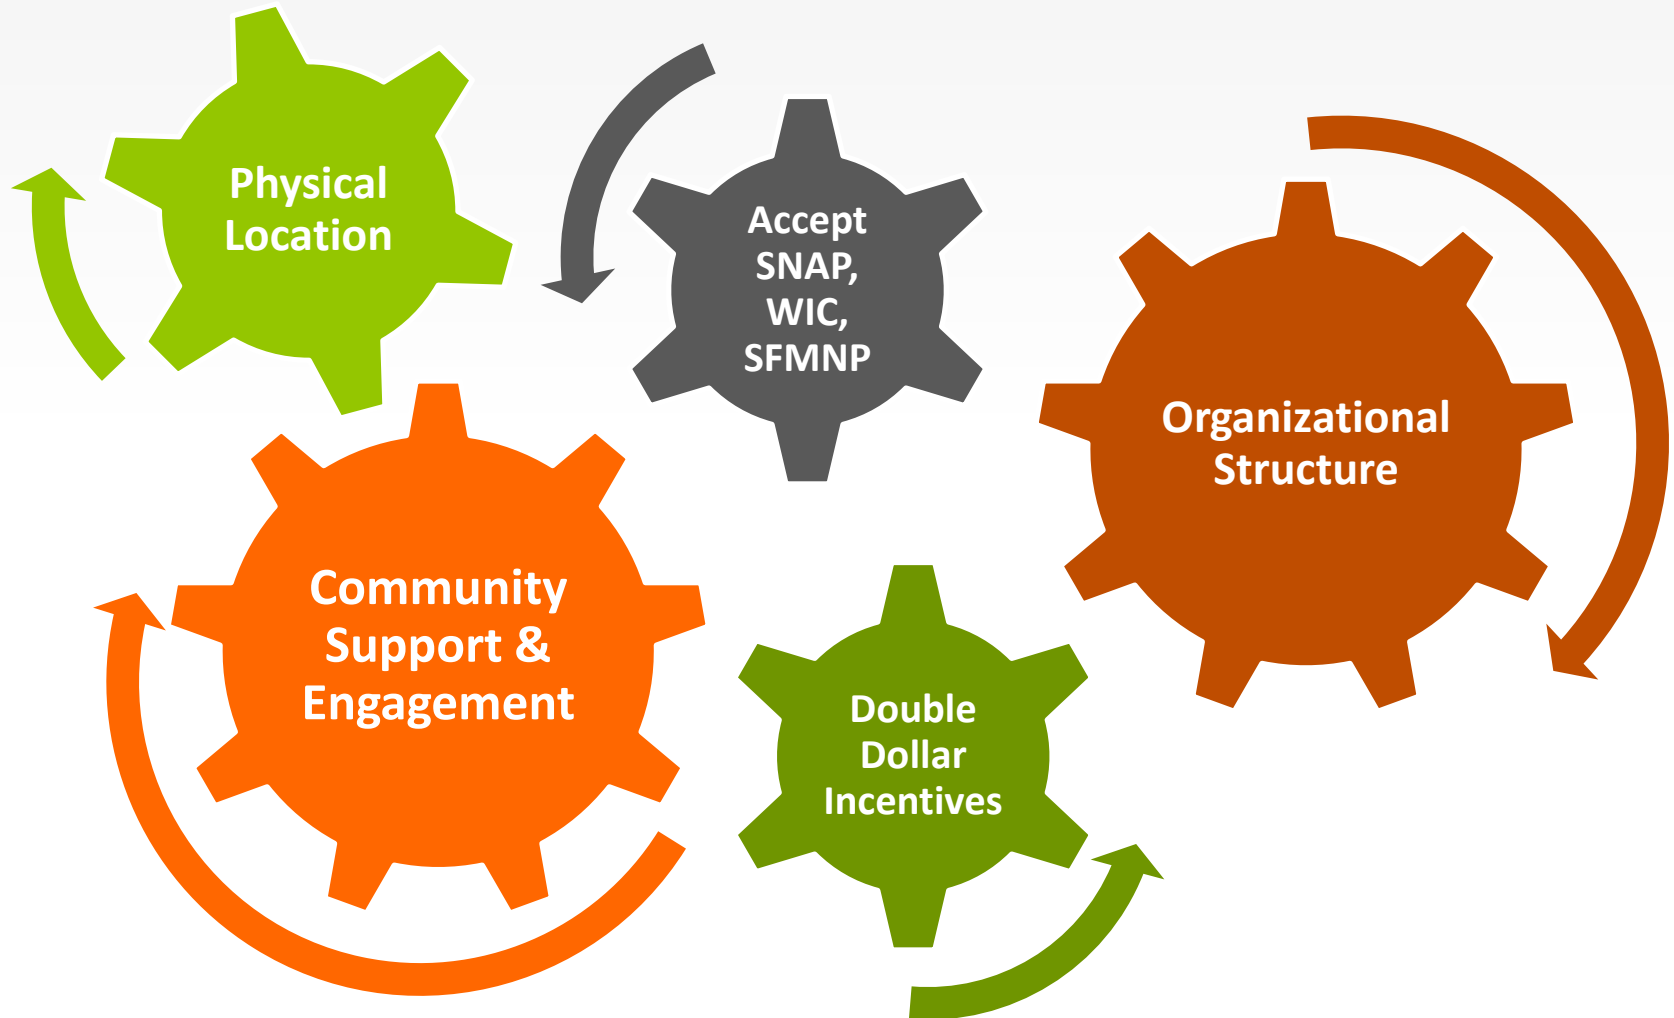 Physical
Location
Accept
SNAP,
WIC,
SFMNP
Organizational
Structure
Community
Support &
Engagement
Double
Dollar
Incentives